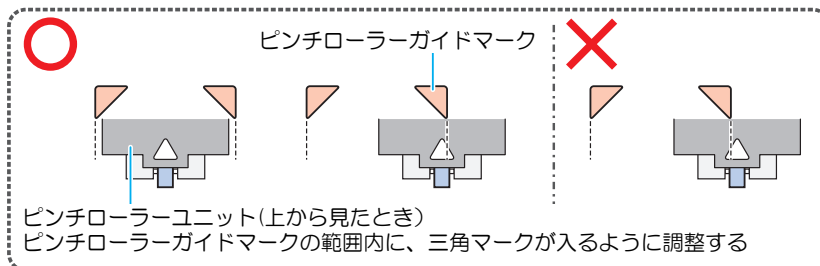 ピンチローラーガイドマーク
ピンチローラーユニット(上から見たとき)
ピンチローラーガイドマークの範囲内に、三角マークが入るように調整する